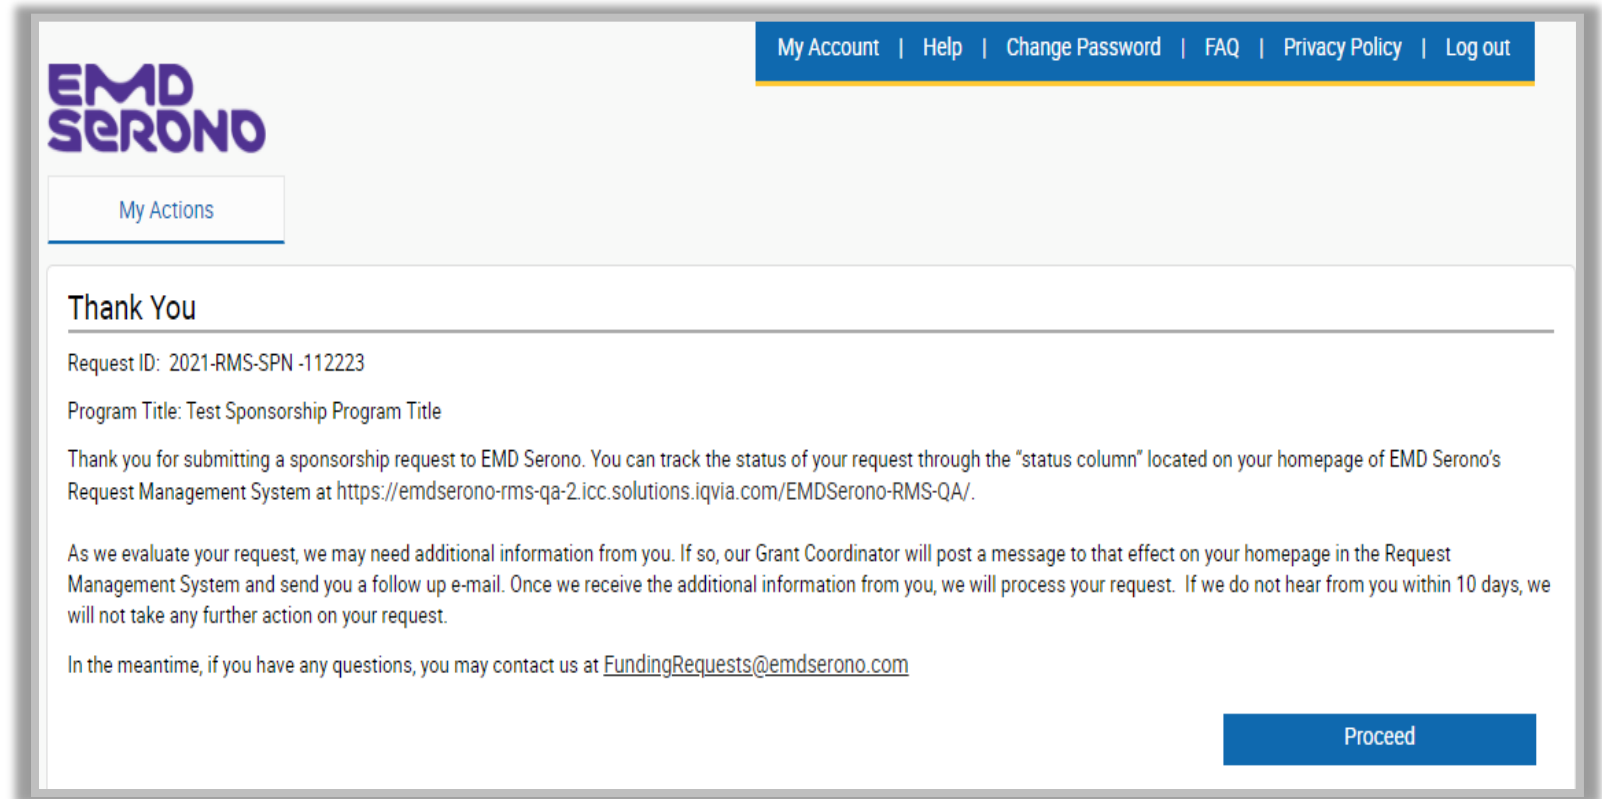 My Account | Help | Change Password | FAQ | Privacy Policy | Log out
EMD
SERONO
My Actions
Thank You
Request ID: 2021-RMS-SPN -112223
Program Title: Test Sponsorship Program Title
Thank you for submitting a sponsorship request to EMD Serono. You can track the status of your request through the “status column” located on your homepage of EMD Serono’s
Request Management System at https://emdserono-rms-qa-2.icc.solutions.iqvia.com/EMDSerono-RMS-QA/.
As we evaluate your request, we may need additional information from you. If so, our Grant Coordinator will post a message to that effect on your homepage in the Request
Management System and send you a follow up e-mail. Once we receive the additional information from you, we will process your request. If we do not hear from you within 10 days, we
will not take any further action on your request.
In the meantime, if you have any questions, you may contact us at FundingRequests@emdserono.com
Proceed